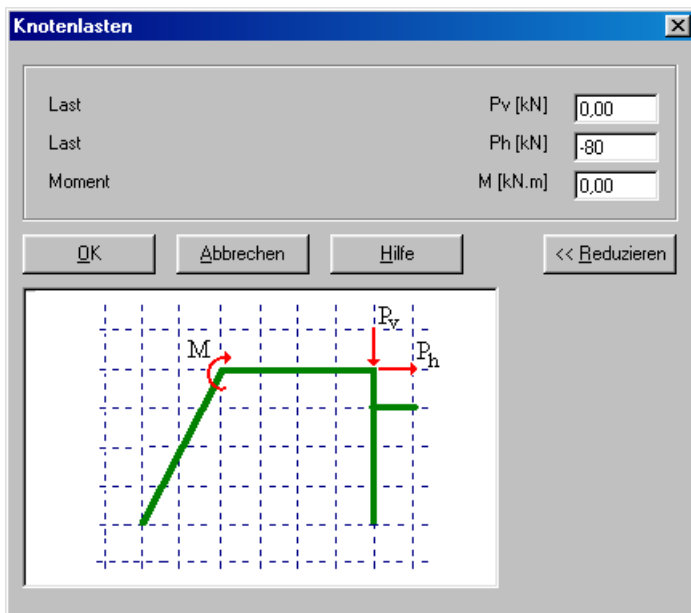 Knotenlasten
Last Pv [kN] 0,00
Last Ph [kN] -80
Moment M [kN.m] 0,00
OK Abbrechen Hilfe << Reduzieren
Pv
M Ph